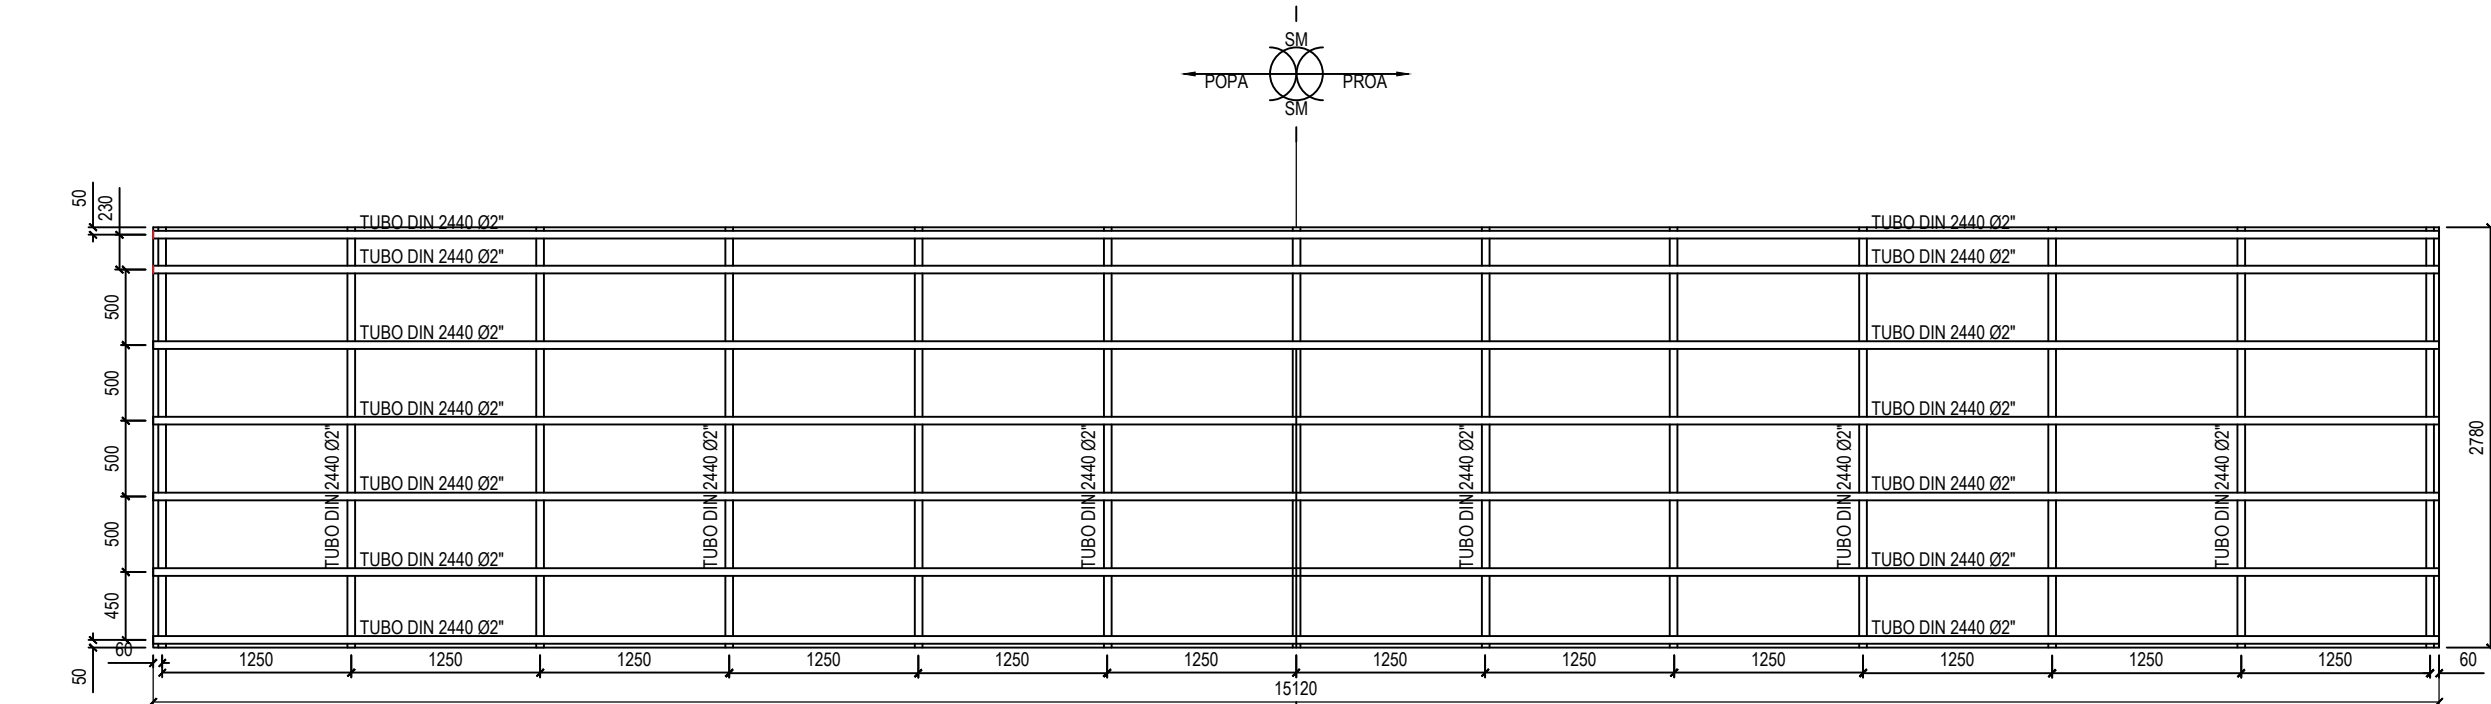 SM
POPA PROA
SM
50
230
TUBO DIN 2440 Ø2" TUBO DIN 2440 Ø2"
TUBO DIN 2440 Ø2" TUBO DIN 2440 Ø2"
500
TUBO DIN 2440 Ø2" TUBO DIN 2440 Ø2"
500
TUBO DIN 2440 Ø2" TUBO DIN 2440 Ø2"
500
2780
TUBO DIN 2440 Ø2" TUBO DIN 2440 Ø2" TUBO DIN 2440 Ø2" TUBO DIN 2440 Ø2" TUBO DIN 2440 Ø2" TUBO DIN 2440 Ø2"
TUBO DIN 2440 Ø2" TUBO DIN 2440 Ø2"
500
TUBO DIN 2440 Ø2" TUBO DIN 2440 Ø2"
450
TUBO DIN 2440 Ø2" TUBO DIN 2440 Ø2"
60 1250 1250 1250 1250 1250 1250 1250 1250 1250 1250 1250 1250 60
50
15120